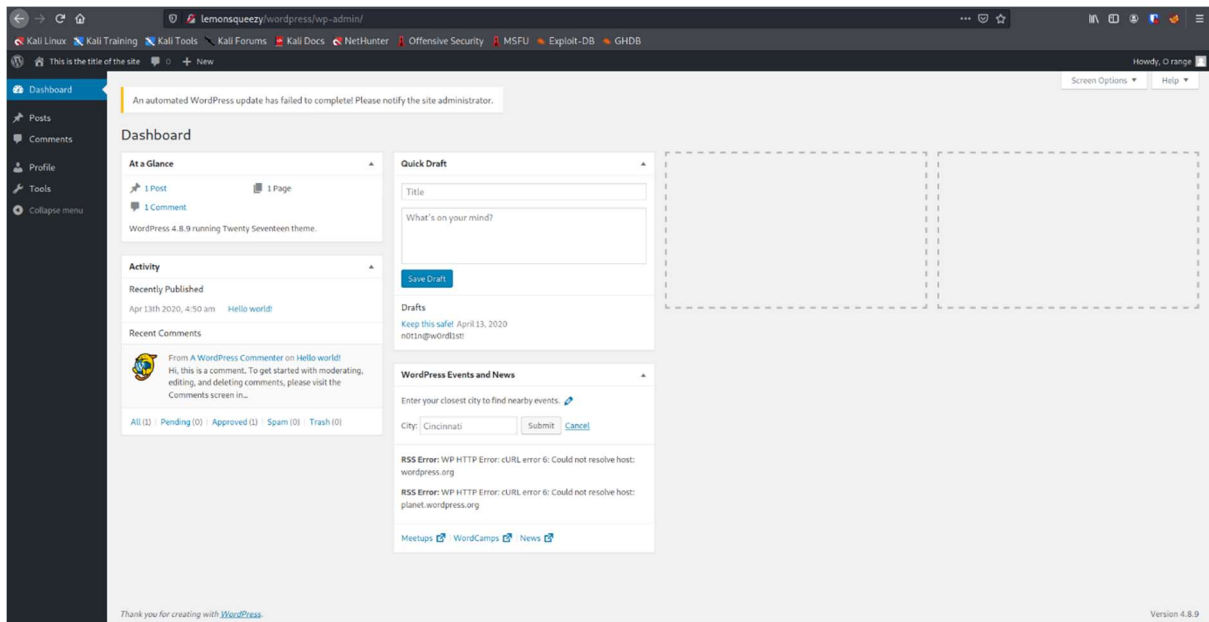 lemonsqueezy/wordpress/wp-admin/
Kali Linux Kali Training Kali Tools Kali Forums Kali Docs NetHunter Offensive Security MSFU Exploit-DB GHDB
This is the title of the site 0 + New Howdy, O range
Screen Options Help
Dashboard
Posts
Comments
Profile
Tools
Collapse menu
An automated WordPress update has failed to complete! Please notify the site administrator.
Dashboard
At a Glance
1 Post 1 Page
1 Comment
WordPress 4.8.9 running Twenty Seventeen theme.
Activity
Recently Published
Apr 13th 2020, 4:50 am Hello world!
Recent Comments
From A WordPress Commenter on Hello world!
Hi, this is a comment. To get started with moderating,
editing, and deleting comments, please visit the
Comments screen in...
All (1) | Pending (0) | Approved (1) | Spam (0) | Trash (0)
Quick Draft
Title
What's on your mind?
Save Draft
Drafts
Keep this safe! April 13, 2020
n0t1n@w0rdl1st!
WordPress Events and News
Enter your closest city to find nearby events.
City: Cincinnati Submit Cancel
RSS Error: WP HTTP Error: cURL error 6: Could not resolve host:
wordpress.org
RSS Error: WP HTTP Error: cURL error 6: Could not resolve host:
planet.wordpress.org
Meetups | WordCamps | News
Thank you for creating with WordPress. Version 4.8.9